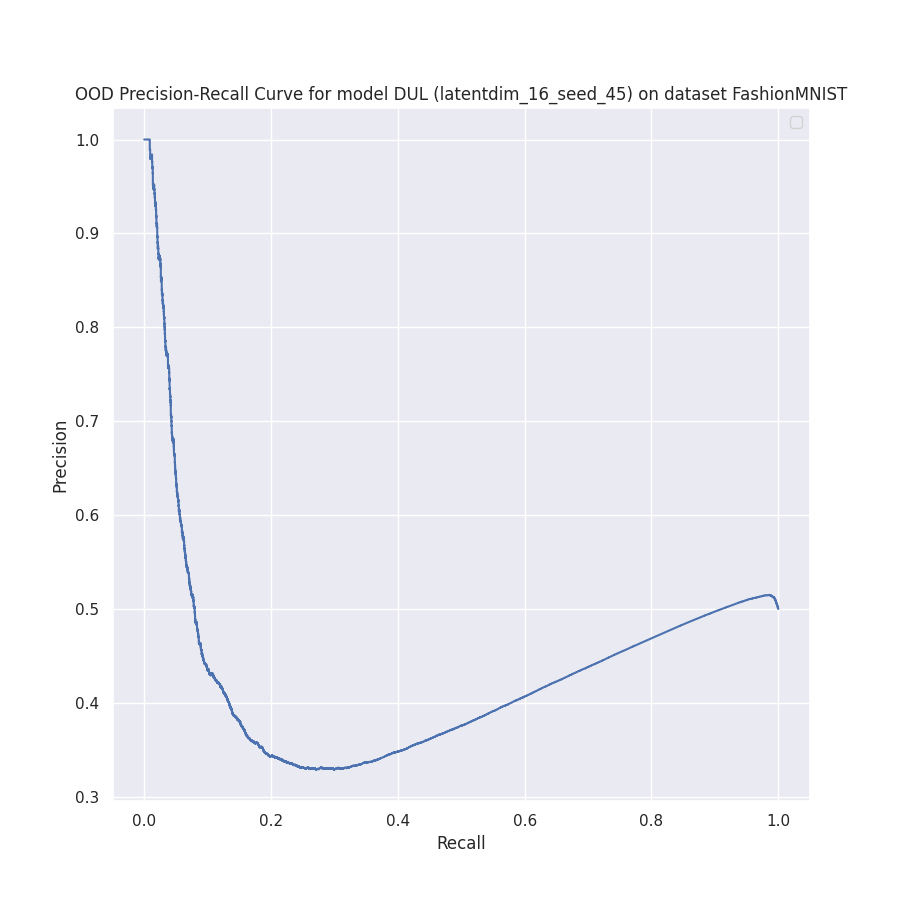 OOD Precision-Recall Curve for model DUL (latentdim_16_seed_45) on dataset FashionMNIST
1.0
0.9
0.8
0.7
0.6
0.5
0.4
0.3
Precision
0.0 0.2 0.4 0.6 0.8 1.0
Recall